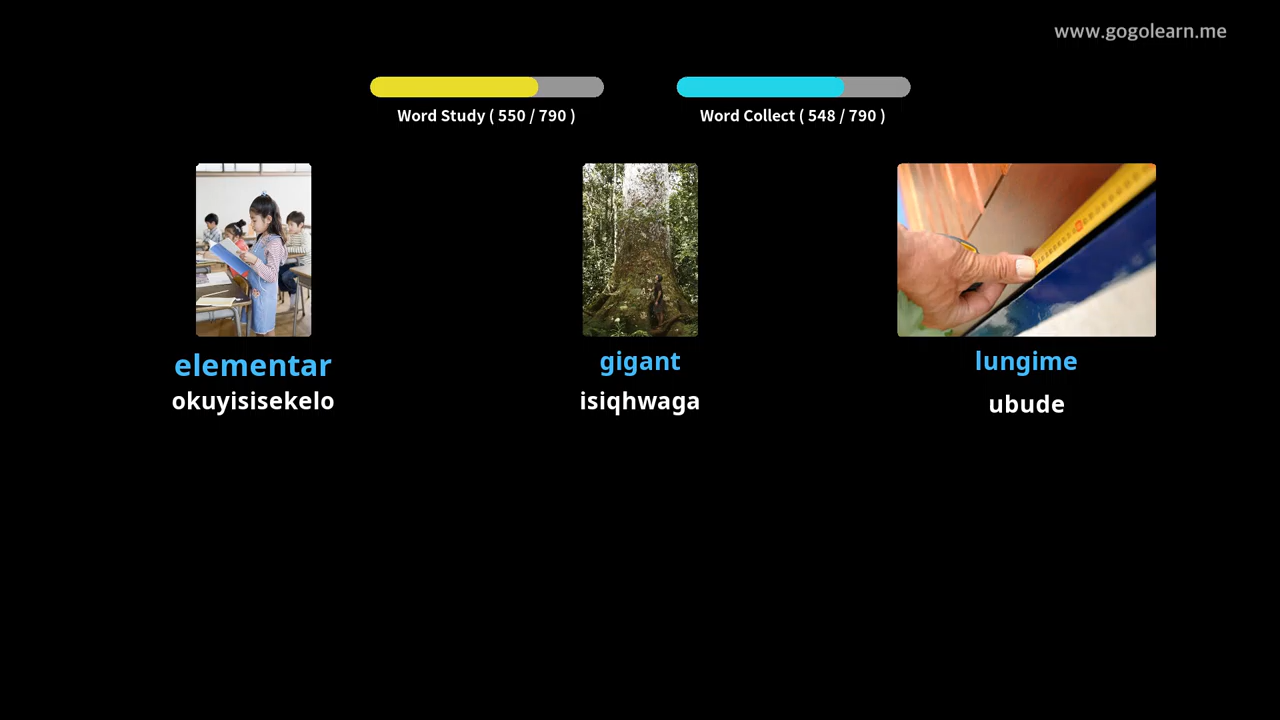 www.gogolearn.me
Word Study ( 550 / 790 )
Word Collect ( 548 / 790 )
elementar
okuyisisekelo
gigant
isiqhwaga
lungime
ubude